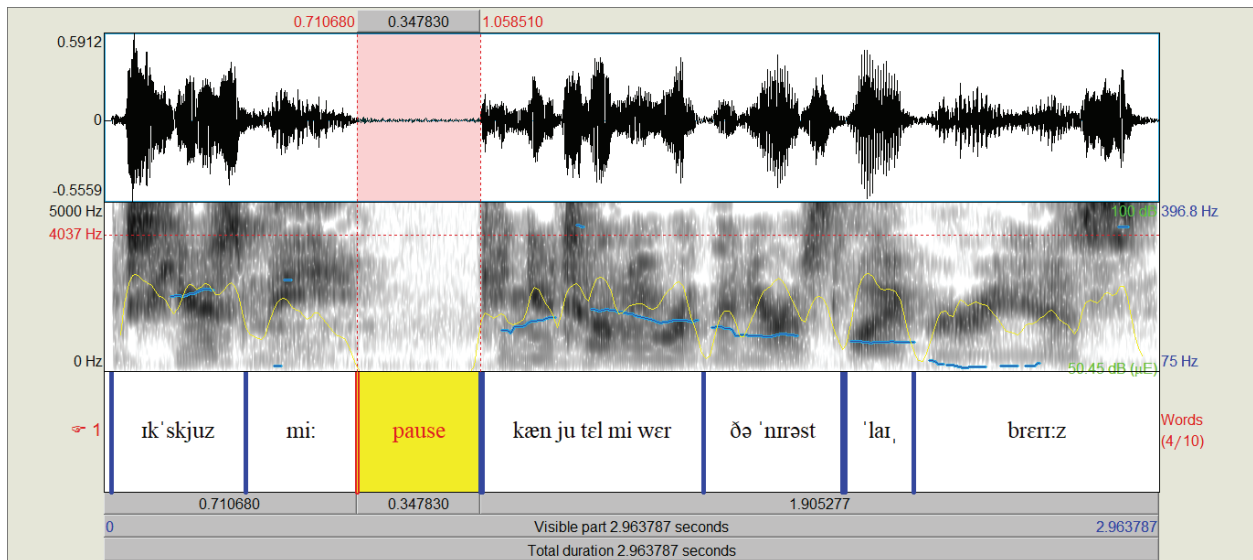 0.710680 0.347830 1.058510
0.5912
0
-0.5559
5000 Hz 100 dB 396.8 Hz
4037 Hz
0 Hz 50.45 dB (µE) 75 Hz
☞ 1 ɪkˈskjuz mi: pause kæn ju tɛl mi wɛr ðə ˈnɪrəst ˈlaɪˌ brɛrɪ:z Words
(4/10)
0.710680 0.347830 1.905277
0 Visible part 2.963787 seconds 2.963787
Total duration 2.963787 seconds